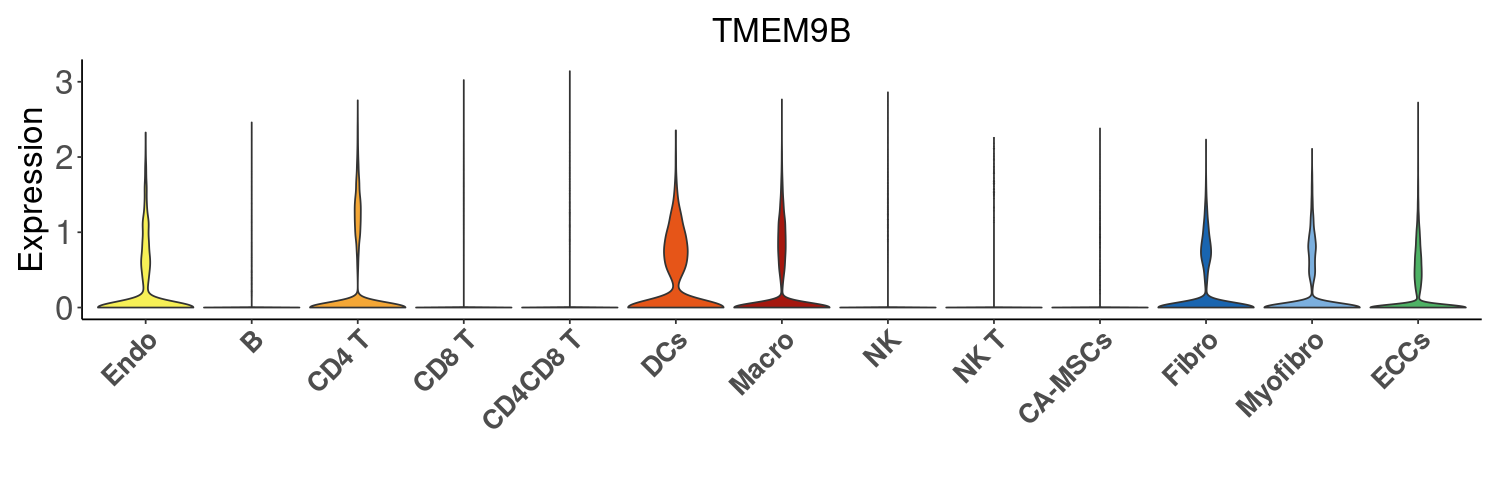 TMEM9B
Expression
3
2
1
0
Endo
B
CD4 T
CD8 T
CD4CD8 T
DCs
Macro
NK
NK T
CA-MSCs
Fibro
Myofibro
ECCs